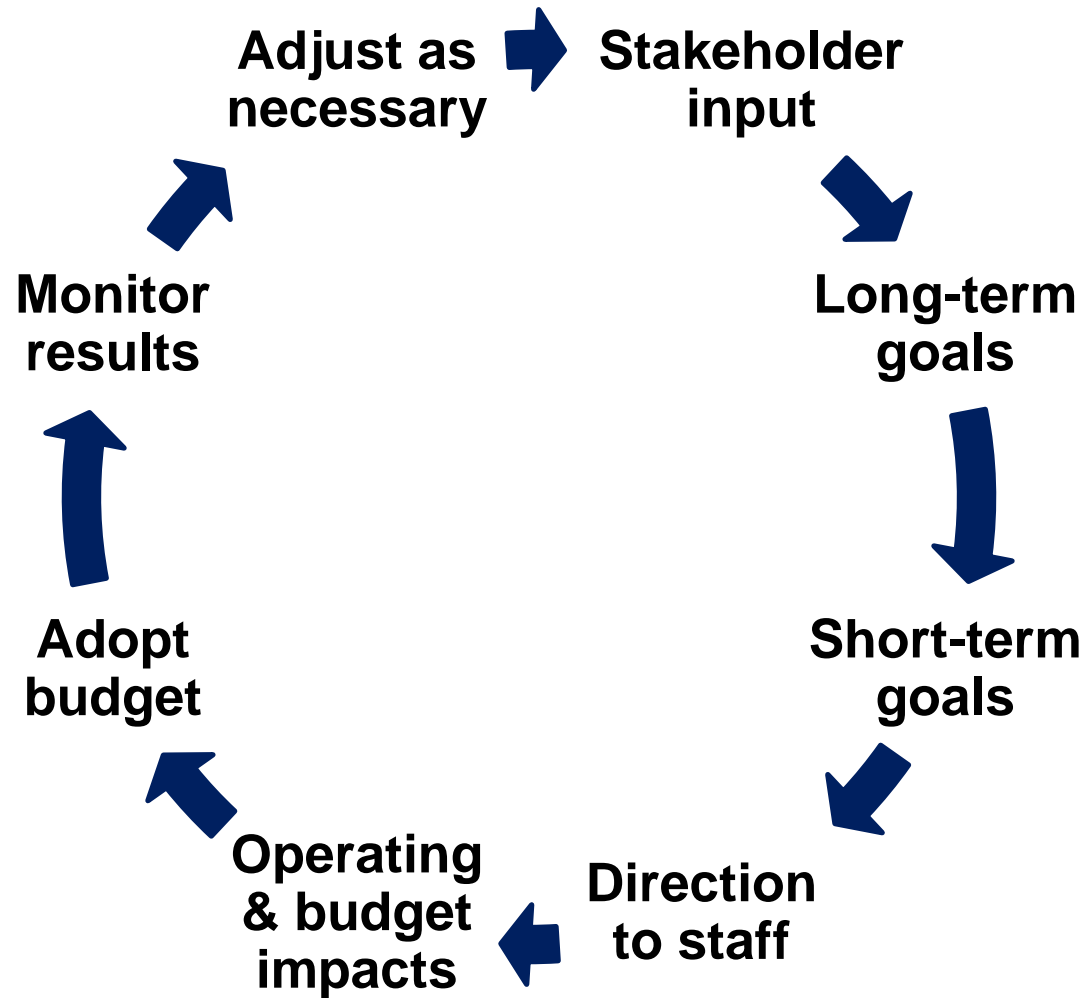 Adjust as
necessary
Stakeholder
input
Long-term
goals
Short-term
goals
Direction
to staff
Operating
& budget
impacts
Adopt
budget
Monitor
results